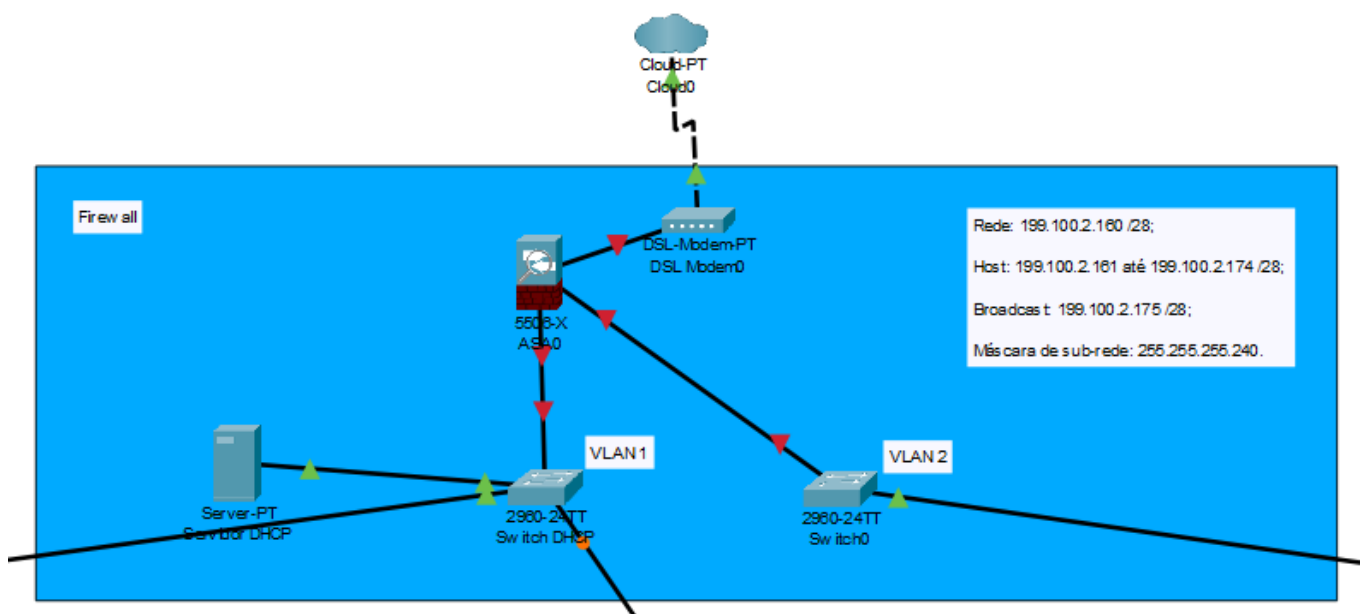 Cloud-PT
Cloud0
Firewall
DSL-Modem-PT
DSL Modem0
Rede: 199.100.2.160 /28;
Host: 199.100.2.161 até 199.100.2.174 /28;
Broadcast: 199.100.2.175 /28;
Máscara de sub-rede: 255.255.255.240.
5506-X
ASA0
VLAN 1
VLAN 2
Server-PT
Servidor DHCP
2960-24TT
Switch DHCP
2960-24TT
Switch0